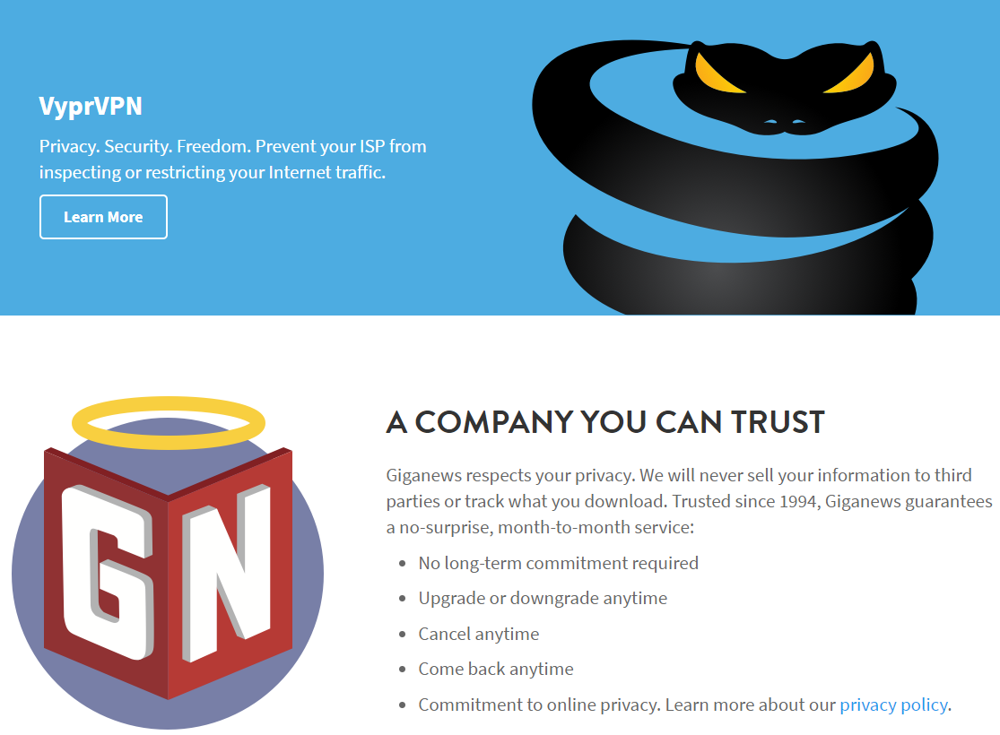 VyprVPN
Privacy. Security. Freedom. Prevent your ISP from
inspecting or restricting your Internet traffic.
Learn More
GN
A COMPANY YOU CAN TRUST
Giganews respects your privacy. We will never sell your information to third
parties or track what you download. Trusted since 1994, Giganews guarantees
a no-surprise, month-to-month service:
• No long-term commitment required
• Upgrade or downgrade anytime
• Cancel anytime
• Come back anytime
• Commitment to online privacy. Learn more about our privacy policy.